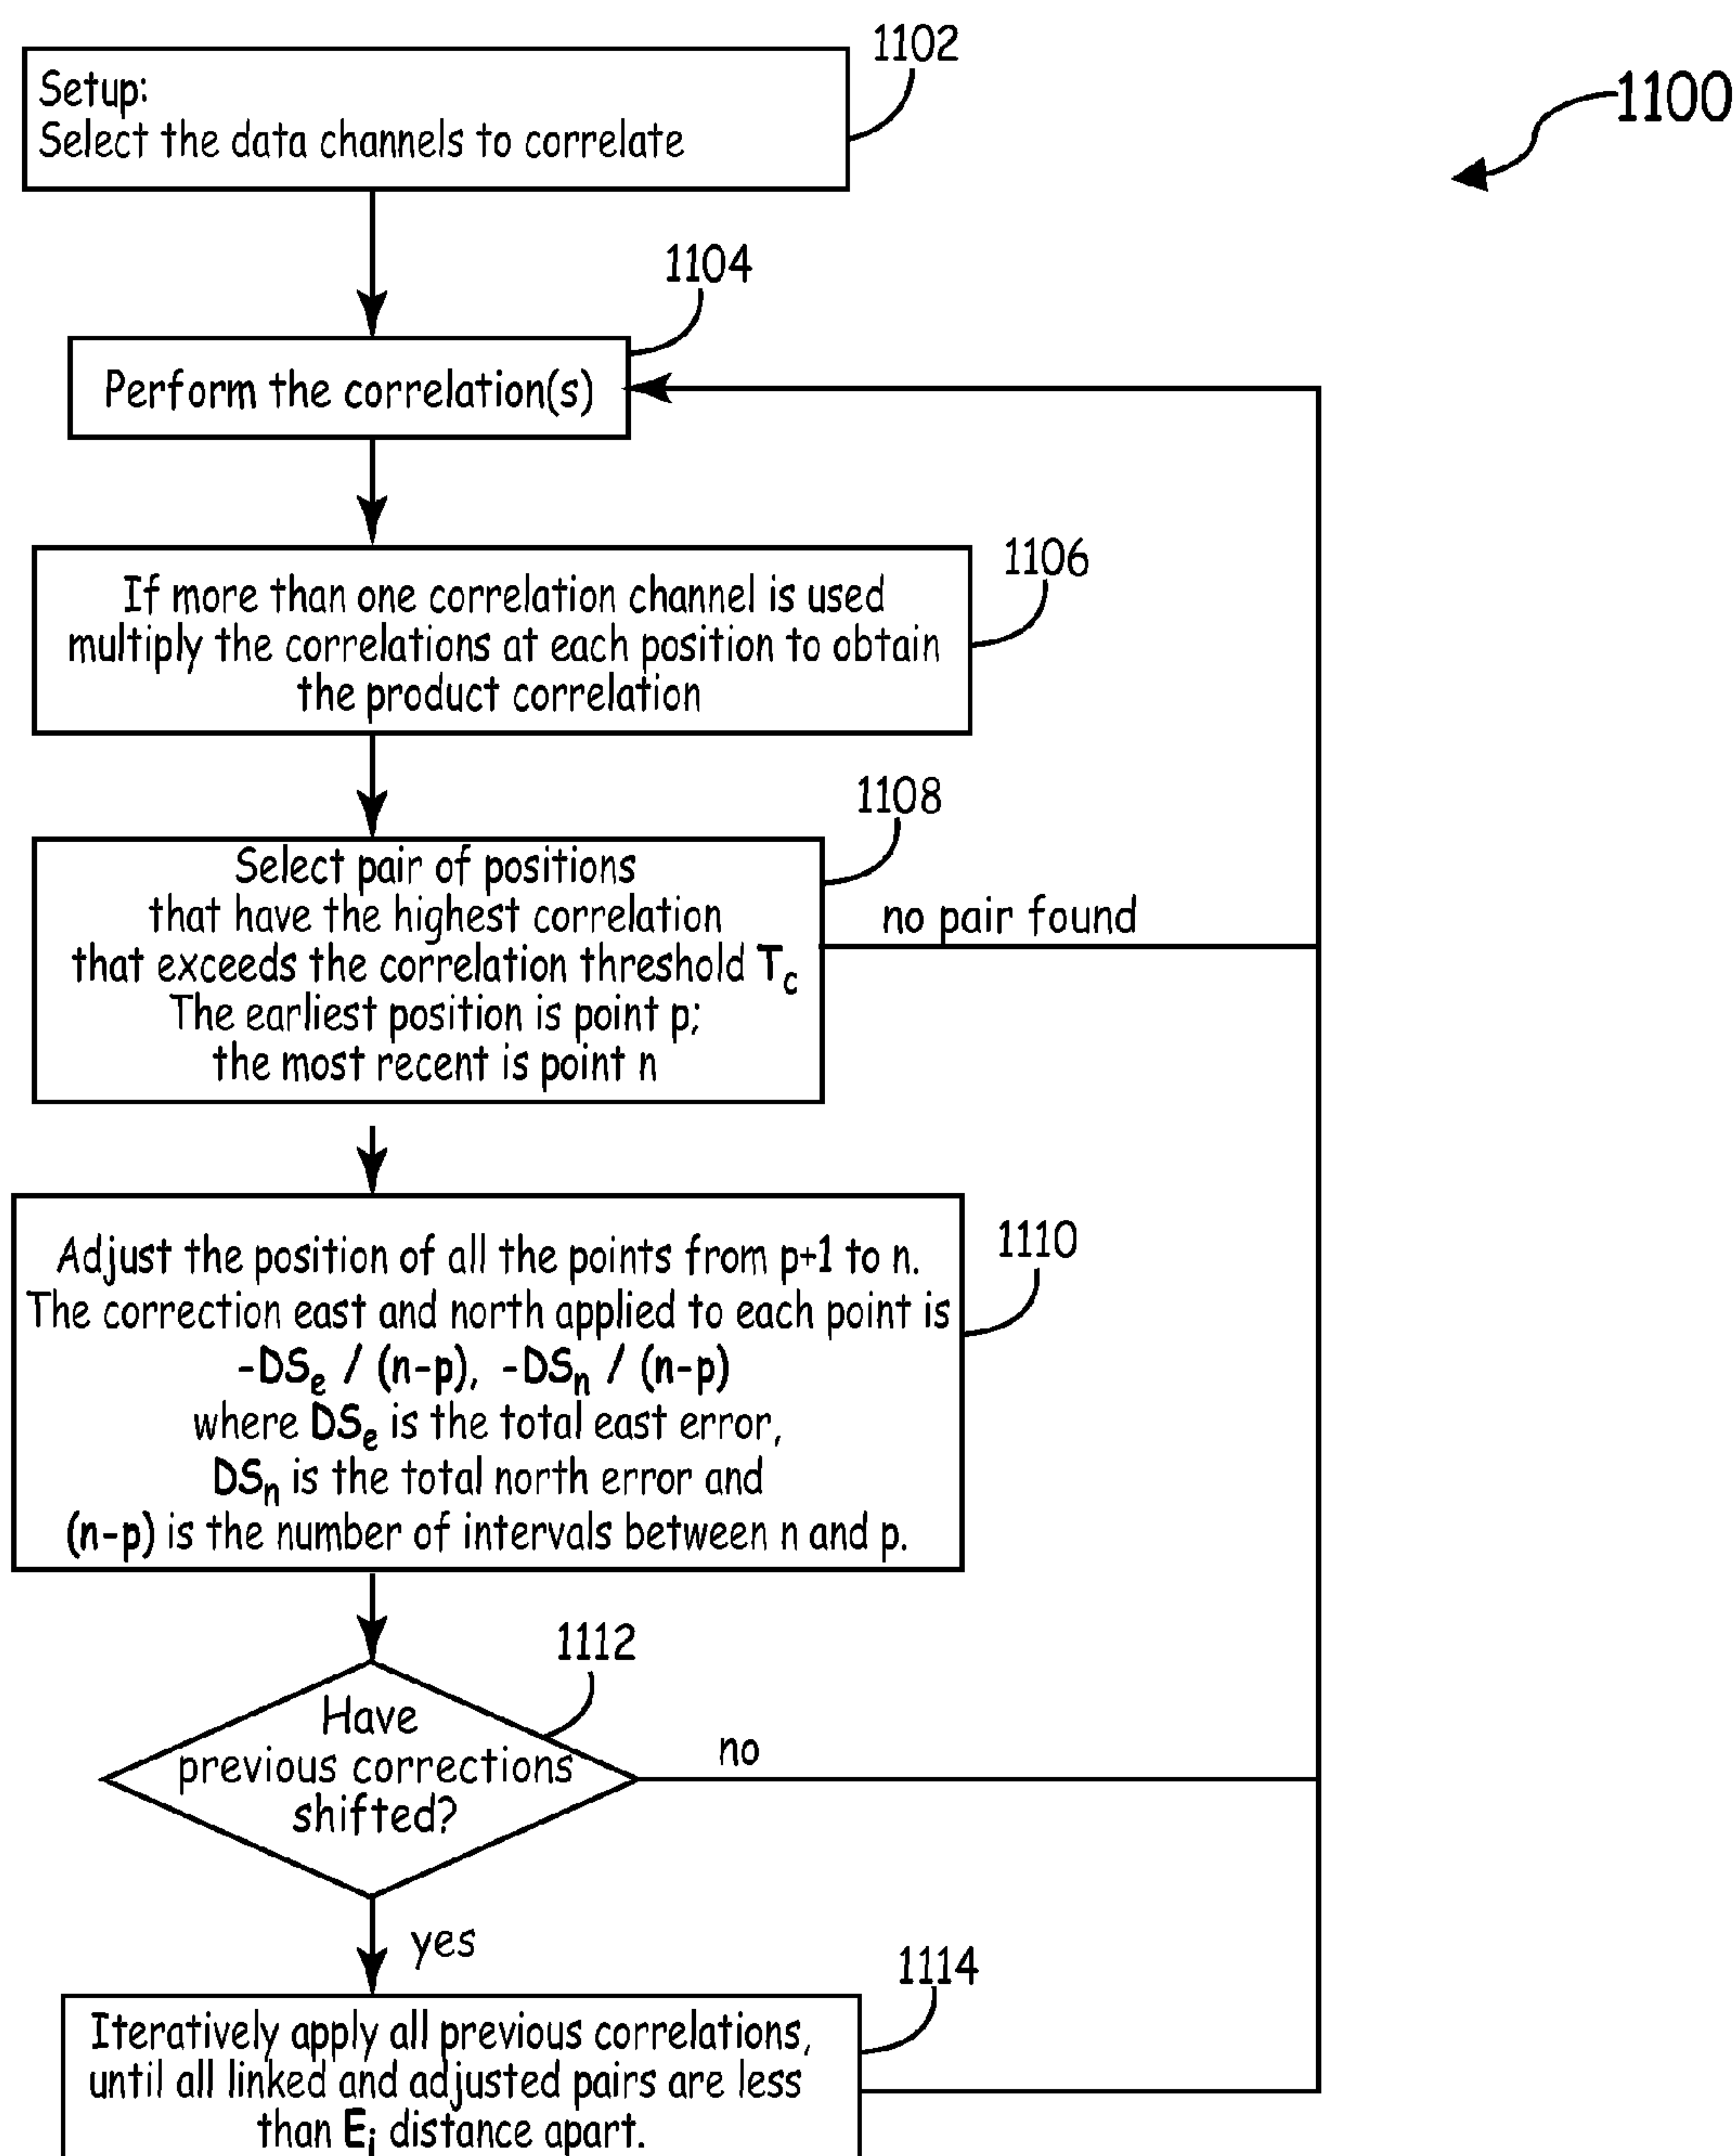 1102
Setup:
Select the data channels to correlate
1100
1104
Perform the correlation(s)
1106
If more than one correlation channel is used
multiply the correlations at each position to obtain
the product correlation
1108
Select pair of positions
that have the highest correlation
that exceeds the correlation threshold Tc
The earliest position is point p;
the most recent is point n
no pair found
1110
Adjust the position of all the points from p+1 to n.
The correction east and north applied to each point is
-DSe / (n-p), -DSn / (n-p)
where DSe is the total east error,
DSn is the total north error and
(n-p) is the number of intervals between n and p.
1112
Have
previous corrections
shifted?
no
yes
1114
Iteratively apply all previous correlations,
until all linked and adjusted pairs are less
than Ei distance apart.